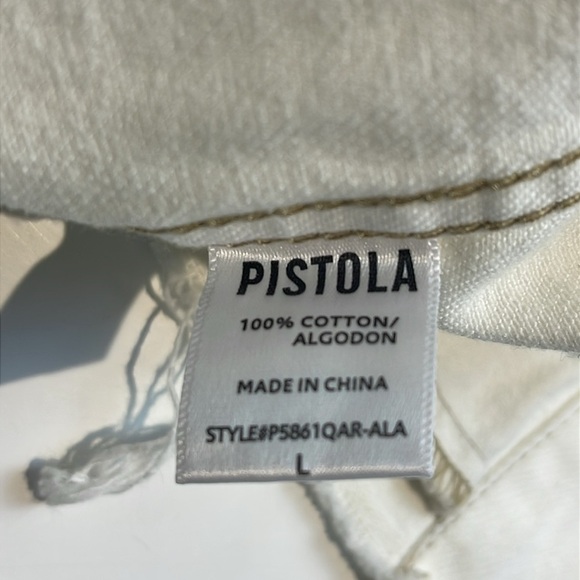 PISTOLA
100% COTTON/
ALGODON
MADE IN CHINA
STYLE#P5861QAR-ALA
L